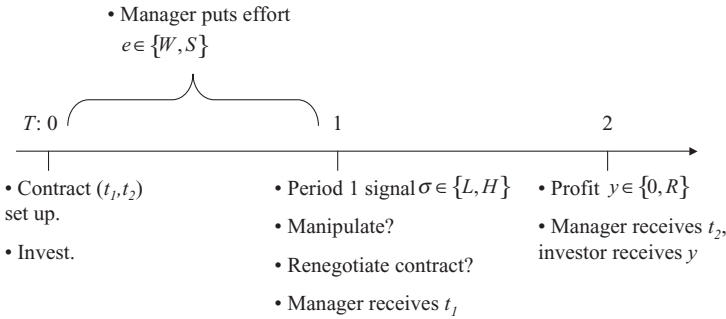 • Manager puts effort
e ∈ {W, S}
T: 0
1
2
• Contract (t₁,t₂)
set up.
• Invest.
• Period 1 signal σ ∈ {L, H}
• Manipulate?
• Renegotiate contract?
• Manager receives t₁
• Profit y ∈ {0, R}
• Manager receives t₂,
investor receives y